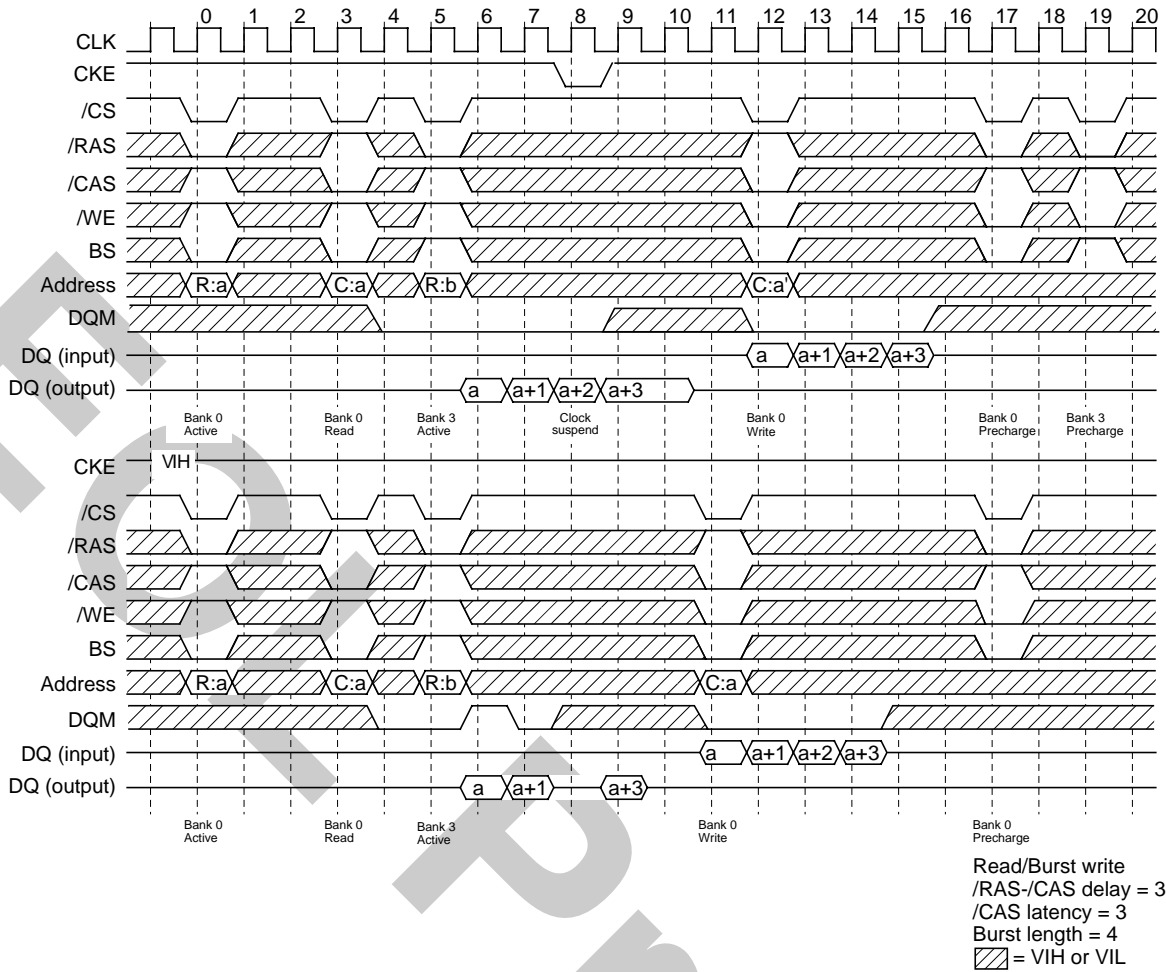 0 1 2 3 4 5 6 7 8 9 10 11 12 13 14 15 16 17 18 19 20
CLK
CKE
/CS
/RAS
/CAS
/WE
BS
Address R:a C:a R:b C:a'
DQM
DQ (input) a a+1 a+2 a+3
DQ (output) a a+1 a+2 a+3
Bank 0 Bank 0 Bank 3 Clock Bank 0 Bank 0 Bank 3
Active Read Active suspend Write Precharge Precharge
CKE VIH
/CS
/RAS
/CAS
/WE
BS
Address R:a C:a R:b C:a
DQM
DQ (input) a a+1 a+2 a+3
DQ (output) a a+1 a+3
Bank 0 Bank 0 Bank 3 Bank 0 Bank 0
Active Read Active Write Precharge
Read/Burst write
/RAS-/CAS delay = 3
/CAS latency = 3
Burst length = 4
= VIH or VIL